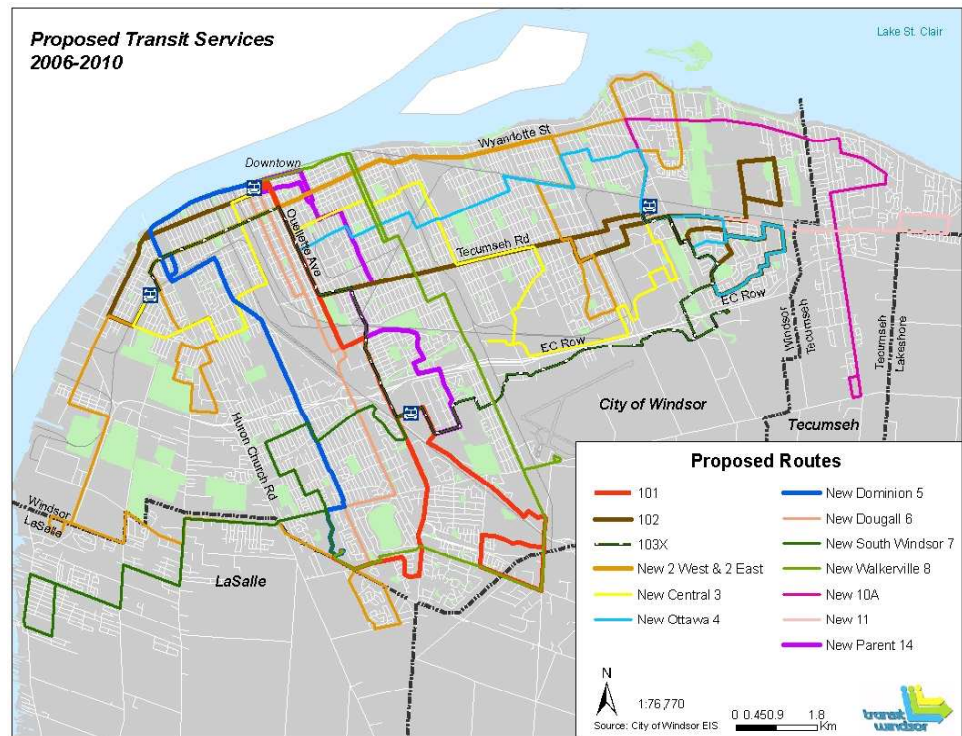 Proposed Transit Services
2006-2010
Lake St. Clair
Wyandotte St
Downtown
H
H
H
H
Ouellette Ave
Tecumseh Rd
EC Row
EC Row
Windsor
Tecumseh
Tecumseh
Lakeshore
City of Windsor
Tecumseh
Huron Church Rd
Windsor
LaSalle
LaSalle
Proposed Routes
101
102
103X
New 2 West & 2 East
New Central 3
New Ottawa 4
New Dominion 5
New Dougall 6
New South Windsor 7
New Walkerville 8
New 10A
New 11
New Parent 14
N
1:76,770
Source: City of Windsor EIS
0 0.450.9 1.8
Km
transit
windsor